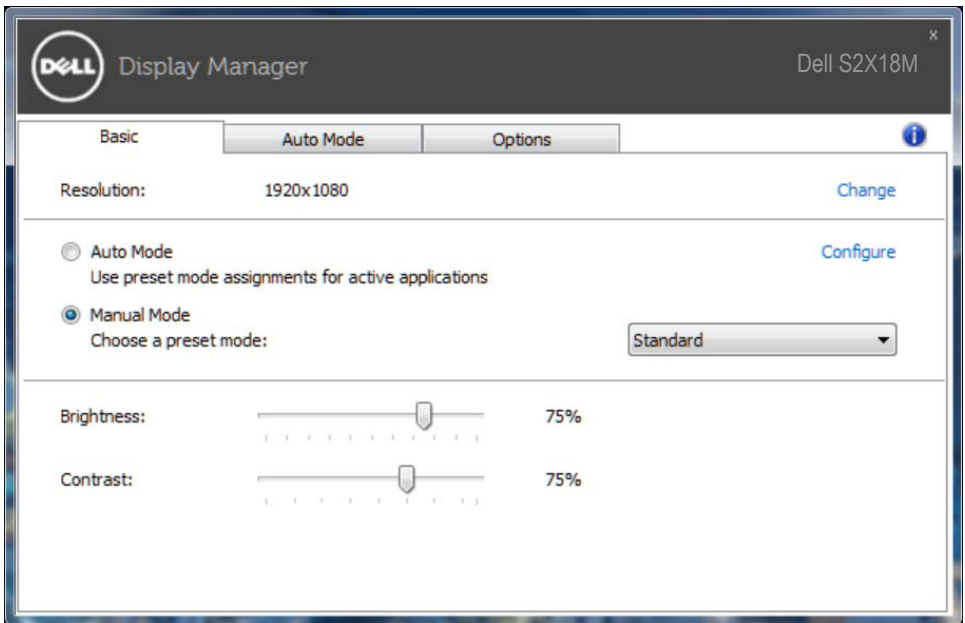 x
DELL Display Manager Dell S2X18M
Basic Auto Mode Options i
Resolution: 1920x1080 Change
Auto Mode Configure
Use preset mode assignments for active applications
Manual Mode
Choose a preset mode: Standard
Brightness: 75%
Contrast: 75%